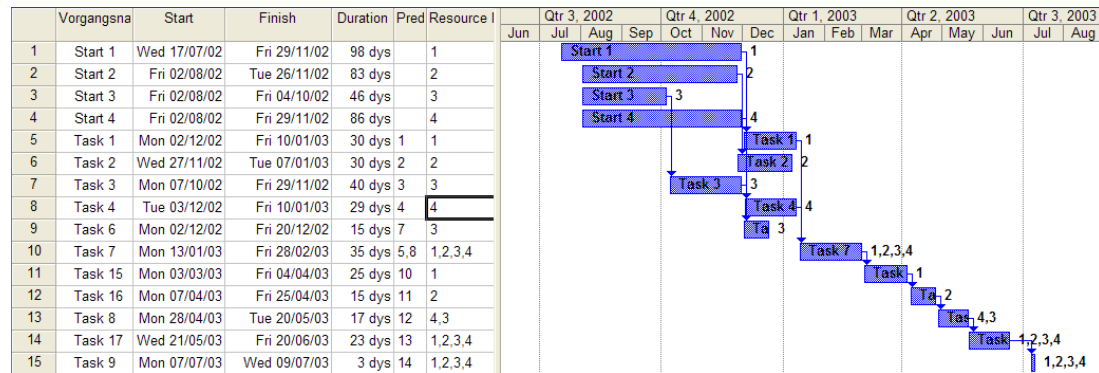 Vorgangsna Start Finish Duration Pred Resource I Qtr 3, 2002 Qtr 4, 2002 Qtr 1, 2003 Qtr 2, 2003 Qtr 3, 2003
Jun Jul Aug Sep Oct Nov Dec Jan Feb Mar Apr May Jun Jul Aug
1 Start 1 Wed 17/07/02 Fri 29/11/02 98 dys 1 Start 1 1
2 Start 2 Fri 02/08/02 Tue 26/11/02 83 dys 2 Start 2 2
3 Start 3 Fri 02/08/02 Fri 04/10/02 46 dys 3 Start 3 3
4 Start 4 Fri 02/08/02 Fri 29/11/02 86 dys 4 Start 4 4
5 Task 1 Mon 02/12/02 Fri 10/01/03 30 dys 1 1 Task 1 1
6 Task 2 Wed 27/11/02 Tue 07/01/03 30 dys 2 2 Task 2 2
7 Task 3 Mon 07/10/02 Fri 29/11/02 40 dys 3 3 Task 3 3
8 Task 4 Tue 03/12/02 Fri 10/01/03 29 dys 4 4 Task 4 4
9 Task 6 Mon 02/12/02 Fri 20/12/02 15 dys 7 3 Ta 3
10 Task 7 Mon 13/01/03 Fri 28/02/03 35 dys 5,8 1,2,3,4 Task 7 1,2,3,4
11 Task 15 Mon 03/03/03 Fri 04/04/03 25 dys 10 1 Task 1
12 Task 16 Mon 07/04/03 Fri 25/04/03 15 dys 11 2 Ta 2
13 Task 8 Mon 28/04/03 Tue 20/05/03 17 dys 12 4,3 Tas 4,3
14 Task 17 Wed 21/05/03 Fri 20/06/03 23 dys 13 1,2,3,4 Task 1,2,3,4
15 Task 9 Mon 07/07/03 Wed 09/07/03 3 dys 14 1,2,3,4 1,2,3,4